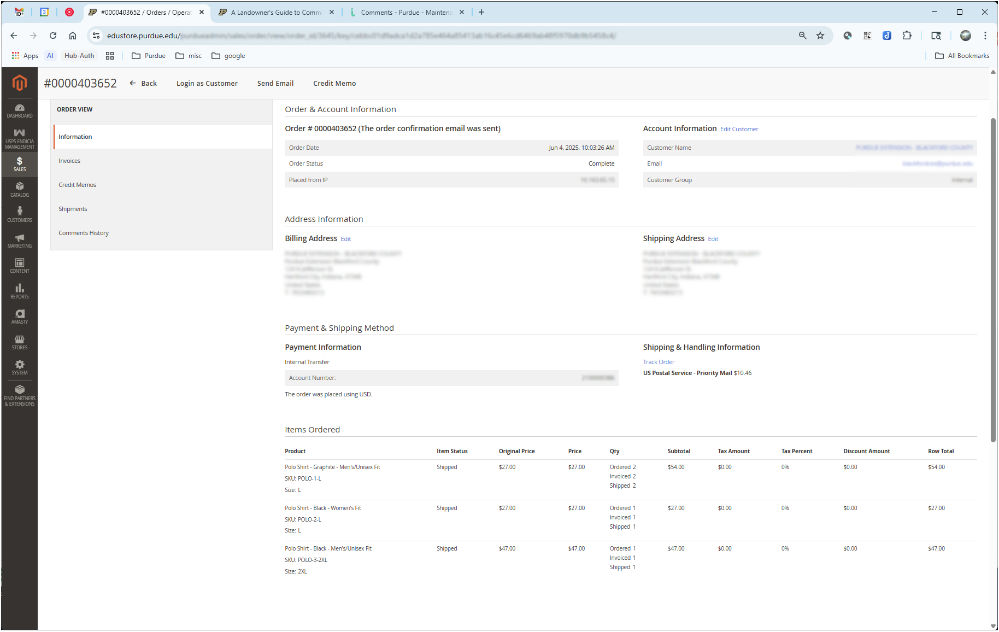 100+
3
#0000403652 / Orders / Operat
A Landowner's Guide to Comm
Comments - Purdue - Maintena
edustore.purdue.edu/
Apps
AI
Hub-Auth
Purdue
misc
google
All Bookmarks
#0000403652
Back
Login as Customer
Send Email
Credit Memo
DASHBOARD
USPS ENDICIA
MANAGEMENT
SALES
CATALOG
CUSTOMERS
MARKETING
CONTENT
REPORTS
AMASTY
STORES
SYSTEM
FIND PARTNERS
& EXTENSIONS
ORDER VIEW
Information
Invoices
Credit Memos
Shipments
Comments History
Order & Account Information
Order # 0000403652 (The order confirmation email was sent)
Order Date Jun 4, 2025, 10:03:26 AM
Order Status Complete
Placed from IP
Account Information Edit Customer
Customer Name
Email
Customer Group
Address Information
Billing Address Edit
Shipping Address Edit
Payment & Shipping Method
Payment Information
Internal Transfer
Account Number:
The order was placed using USD.
Shipping & Handling Information
Track Order
US Postal Service - Priority Mail $10.46
Items Ordered
Product Item Status Original Price Price Qty Subtotal Tax Amount Tax Percent Discount Amount Row Total
Polo Shirt - Graphite - Men's/Unisex Fit Shipped $27.00 $27.00 Ordered 2 $54.00 $0.00 0% $0.00 $54.00
Invoiced 2
SKU: POLO-1-L
Shipped 2
Size: L
Polo Shirt - Black - Women's Fit Shipped $27.00 $27.00 Ordered 1 $27.00 $0.00 0% $0.00 $27.00
Invoiced 1
SKU: POLO-2-L
Shipped 1
Size: L
Polo Shirt - Black - Men's/Unisex Fit Shipped $47.00 $47.00 Ordered 1 $47.00 $0.00 0% $0.00 $47.00
Invoiced 1
SKU: POLO-3-2XL
Shipped 1
Size: 2XL